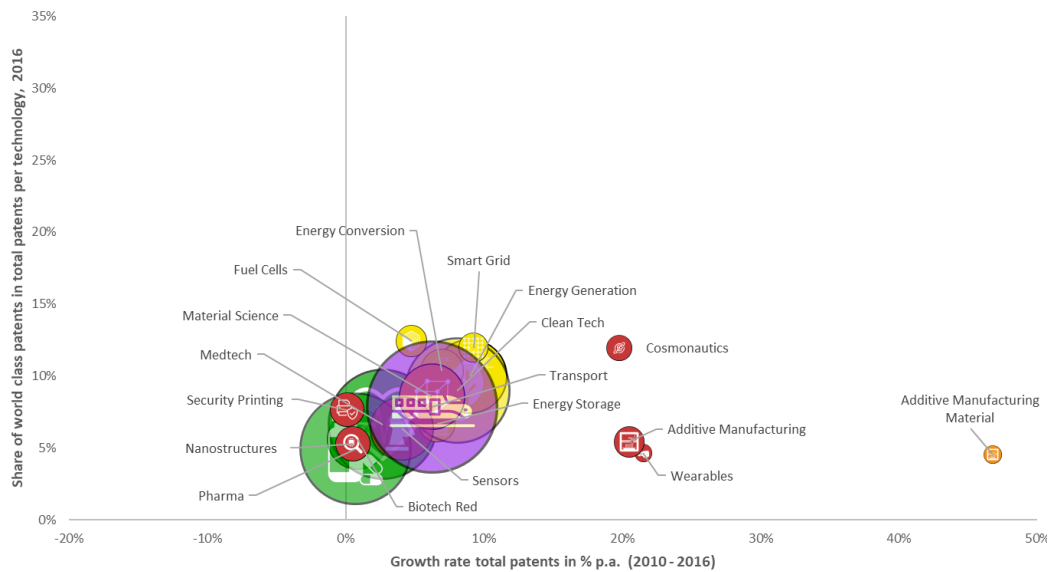 35%
30%
25%
20%
15%
10%
5%
0%
Share of world class patents in total patents per technology, 2016
Energy Conversion
Fuel Cells
Smart Grid
Energy Generation
Material Science
Clean Tech
Medtech
Cosmonautics
Transport
Security Printing
Energy Storage
Additive Manufacturing
Material
Additive Manufacturing
Nanostructures
Sensors
Wearables
Pharma
Biotech Red
-20%
-10%
0%
10%
20%
30%
40%
50%
Growth rate total patents in % p.a. (2010 - 2016)